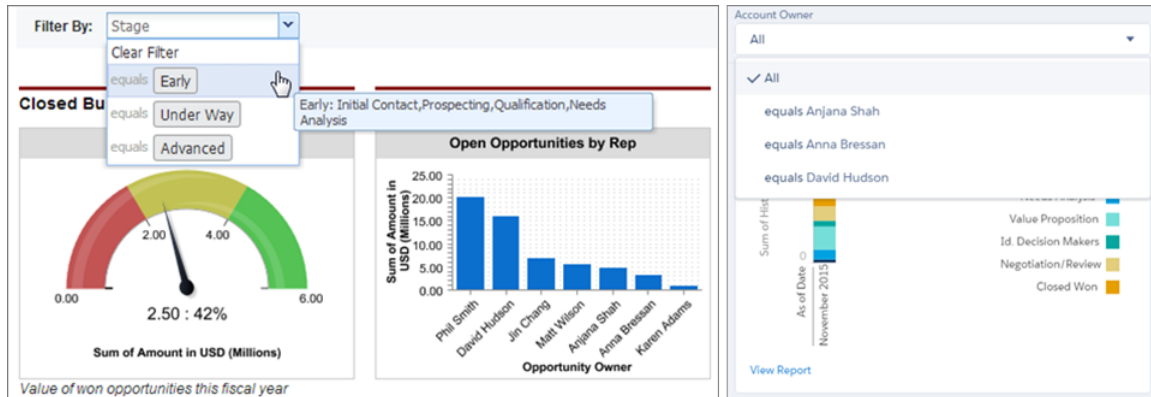 Filter By: Stage
Clear Filter
equals Early
equals Under Way
equals Advanced
Early: Initial Contact,Prospecting,Qualification,Needs
Analysis
Closed Bu
2.00 4.00
0.00 6.00
2.50 : 42%
Sum of Amount in USD (Millions)
Value of won opportunities this fiscal year
Open Opportunities by Rep
Sum of Amount in
USD (Millions)
25.00
20.00
15.00
10.00
5.00
0.00
Phil Smith
David Hudson
Jin Chang
Matt Wilson
Anjana Shah
Anna Bressan
Karen Adams
Opportunity Owner
Account Owner
All
All
equals Anjana Shah
equals Anna Bressan
equals David Hudson
Sum of Hist
0
As of Date
November 2015
Value Proposition
Id. Decision Makers
Negotiation/Review
Closed Won
View Report